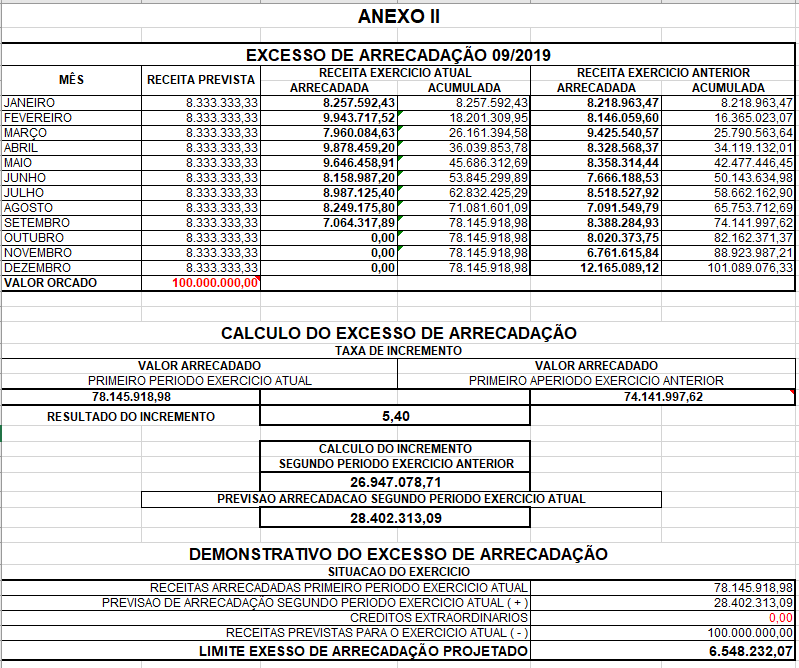 ANEXO II
EXCESSO DE ARRECADAÇÃO 09/2019
MÊS RECEITA PREVISTA RECEITA EXERCICIO ATUAL RECEITA EXERCICIO ANTERIOR
ARRECADADA ACUMULADA ARRECADADA ACUMULADA
JANEIRO 8.333.333,33 8.257.592,43 8.257.592,43 8.218.963,47 8.218.963,47
FEVEREIRO 8.333.333,33 9.943.717,52 18.201.309,95 8.146.059,60 16.365.023,07
MARÇO 8.333.333,33 7.960.084,63 26.161.394,58 9.425.540,57 25.790.563,64
ABRIL 8.333.333,33 9.878.459,20 36.039.853,78 8.328.568,37 34.119.132,01
MAIO 8.333.333,33 9.646.458,91 45.686.312,69 8.358.314,44 42.477.446,45
JUNHO 8.333.333,33 8.158.987,20 53.845.299,89 7.666.188,53 50.143.634,98
JULHO 8.333.333,33 8.987.125,40 62.832.425,29 8.518.527,92 58.662.162,90
AGOSTO 8.333.333,33 8.249.175,80 71.081.601,09 7.091.549,79 65.753.712,69
SETEMBRO 8.333.333,33 7.064.317,89 78.145.918,98 8.388.284,93 74.141.997,62
OUTUBRO 8.333.333,33 0,00 78.145.918,98 8.020.373,75 82.162.371,37
NOVEMBRO 8.333.333,33 0,00 78.145.918,98 6.761.615,84 88.923.987,21
DEZEMBRO 8.333.333,33 0,00 78.145.918,98 12.165.089,12 101.089.076,33
VALOR ORCADO 100.000.000,00
CALCULO DO EXCESSO DE ARRECADAÇÃO
TAXA DE INCREMENTO
VALOR ARRECADADO VALOR ARRECADADO
PRIMEIRO PERIODO EXERCICIO ATUAL PRIMEIRO APERIODO EXERCICIO ANTERIOR
78.145.918,98 74.141.997,62
RESULTADO DO INCREMENTO 5,40
CALCULO DO INCREMENTO
SEGUNDO PERIODO EXERCICIO ANTERIOR
26.947.078,71
PREVISAO ARRECADACAO SEGUNDO PERIODO EXERCICIO ATUAL
28.402.313,09
DEMONSTRATIVO DO EXCESSO DE ARRECADAÇÃO
SITUACAO DO EXERCICIO
RECEITAS ARRECADADAS PRIMEIRO PERIODO EXERCICIO ATUAL 78.145.918,98
PREVISAO DE ARRECADAÇÃO SEGUNDO PERIODO EXERCICIO ATUAL ( + ) 28.402.313,09
CREDITOS EXTRAORDINARIOS 0,00
RECEITAS PREVISTAS PARA O EXERCICIO ATUAL ( - ) 100.000.000,00
LIMITE EXESSO DE ARRECADAÇÃO PROJETADO 6.548.232,07